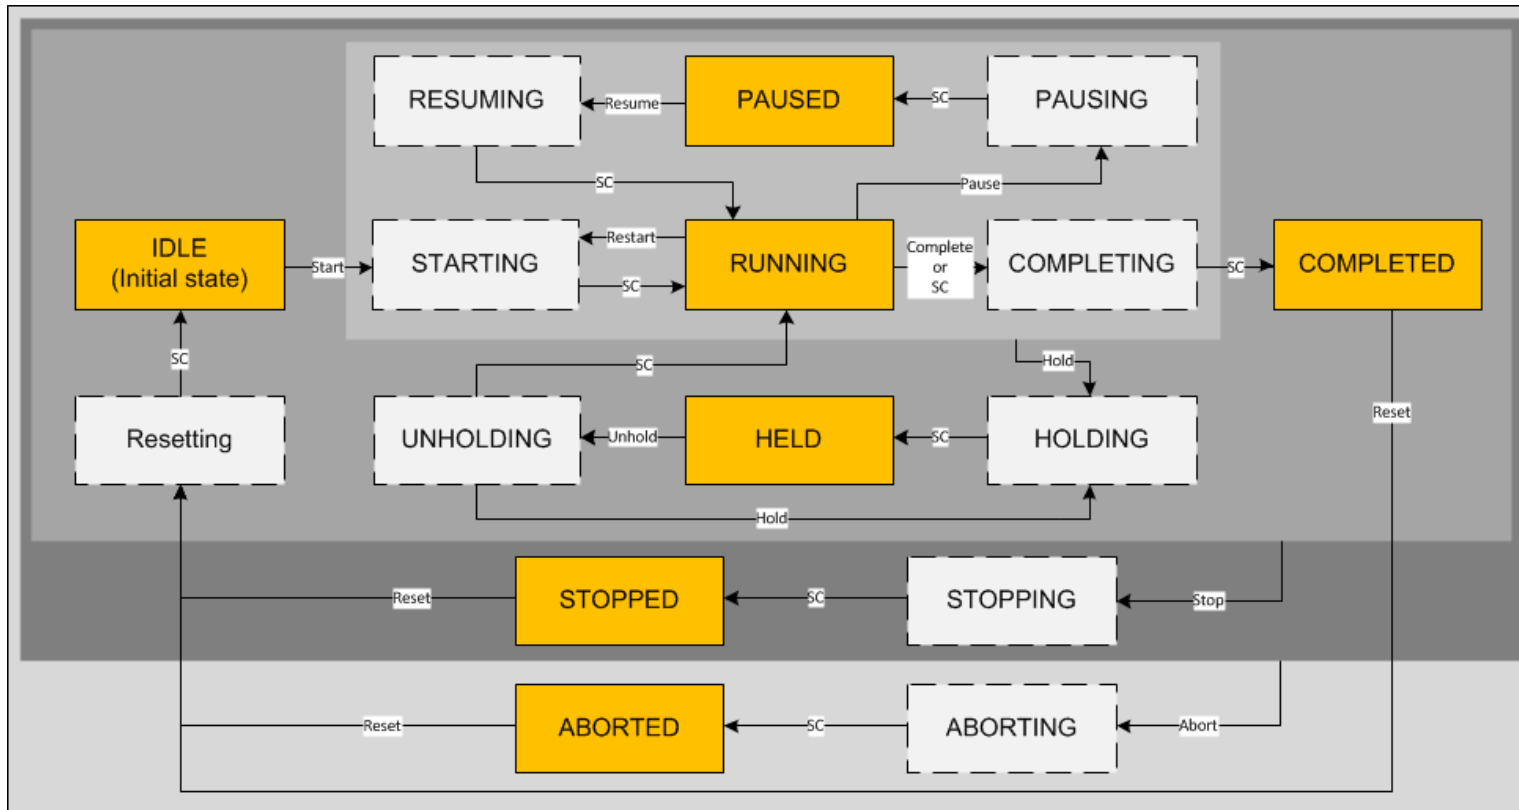 RESUMING
Resume
PAUSED
SC
PAUSING
SC
Pause
IDLE
(Initial state)
Start
STARTING
Restart
SC
RUNNING
Complete
or
SC
COMPLETING
SC
COMPLETED
SC
SC
Hold
Resetting
UNHOLDING
Unhold
HELD
SC
HOLDING
Reset
Hold
Reset
STOPPED
SC
STOPPING
Stop
Reset
ABORTED
SC
ABORTING
Abort